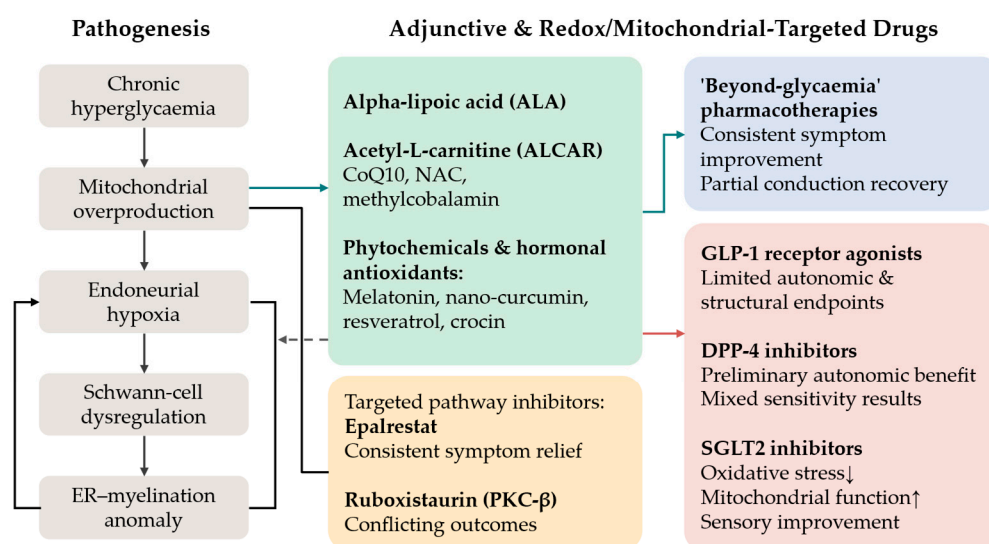 Pathogenesis
Chronic
hyperglycaemia
Mitochondrial
overproduction
Endoneurial
hypoxia
Schwann-cell
dysregulation
ER–myelination
anomaly
Adjunctive & Redox/Mitochondrial-Targeted Drugs
Alpha-lipoic acid (ALA)
Acetyl-L-carnitine (ALCAR)
CoQ10, NAC,
methylcobalamin
Phytochemicals & hormonal
antioxidants:
Melatonin, nano-curcumin,
resveratrol, crocin
Targeted pathway inhibitors:
Epalrestat
Consistent symptom relief
Ruboxistaurin (PKC-β)
Conflicting outcomes
'Beyond-glycaemia'
pharmacotherapies
Consistent symptom
improvement
Partial conduction recovery
GLP-1 receptor agonists
Limited autonomic &
structural endpoints
DPP-4 inhibitors
Preliminary autonomic benefit
Mixed sensitivity results
SGLT2 inhibitors
Oxidative stress↓
Mitochondrial function↑
Sensory improvement